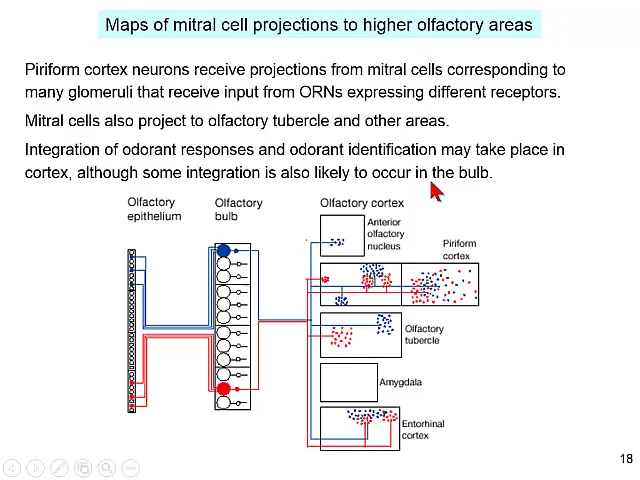 Maps of mitral cell projections to higher olfactory areas
Piriform cortex neurons receive projections from mitral cells corresponding to
many glomeruli that receive input from ORNs expressing different receptors.
Mitral cells also project to olfactory tubercle and other areas.
Integration of odorant responses and odorant identification may take place in
cortex, although some integration is also likely to occur in the bulb.
Olfactory
epithelium
Olfactory
bulb
Olfactory cortex
Anterior
olfactory
nucleus
Piriform
cortex
Olfactory
tubercle
Amygdala
Entorhinal
cortex
18